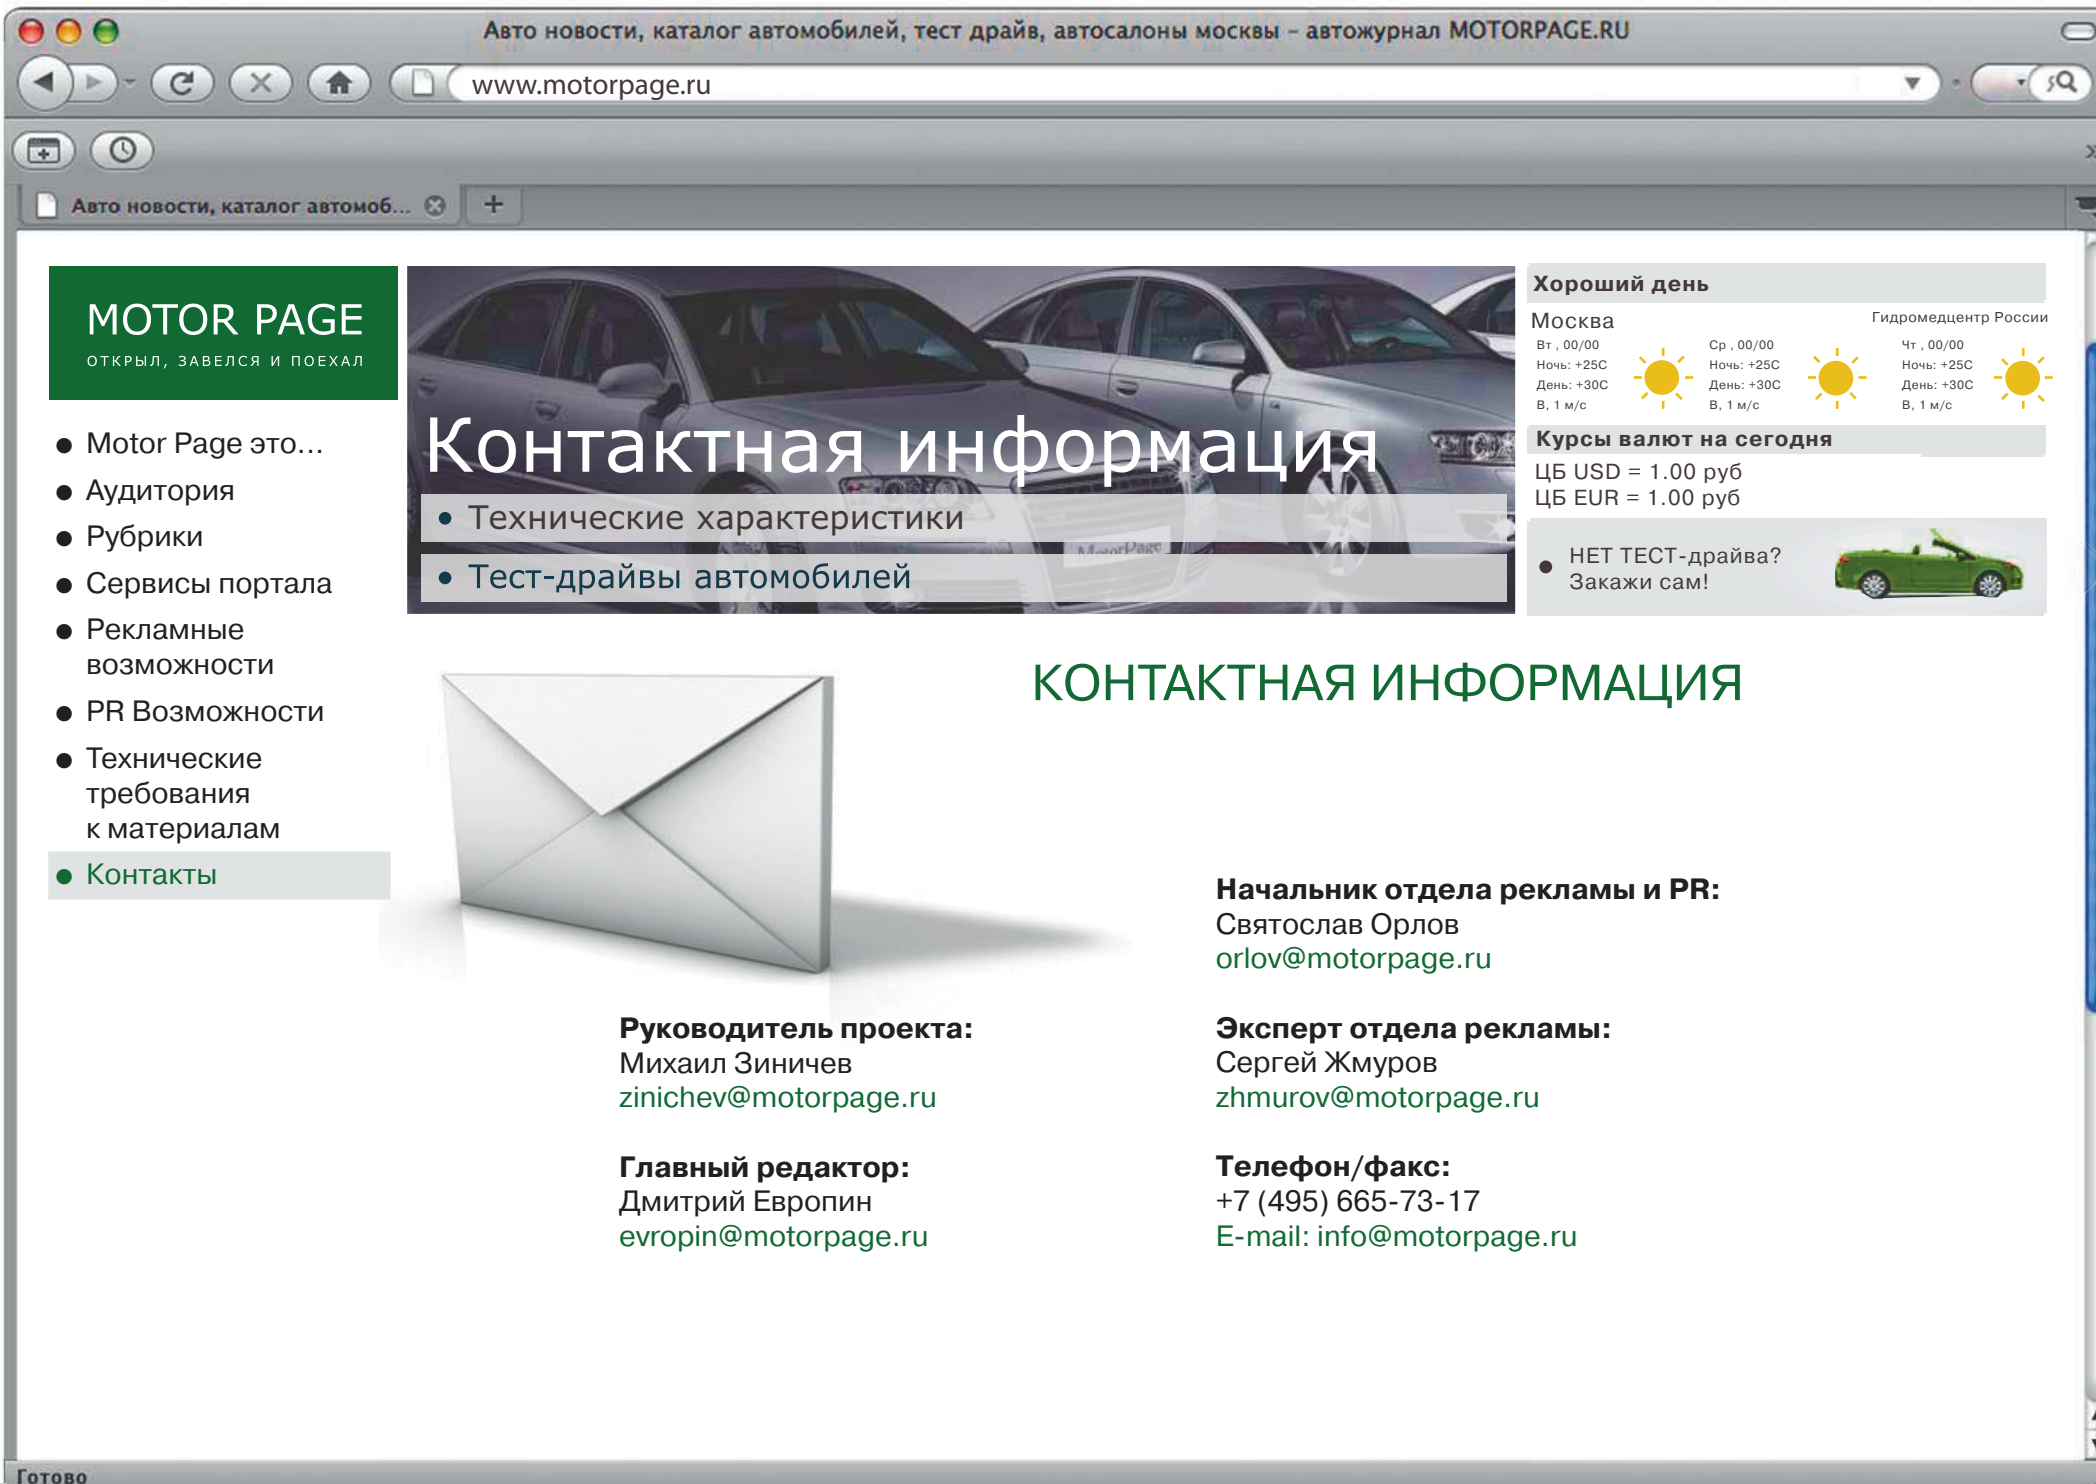 Авто новости, каталог автомобилей, тест драйв, автосалоны москвы – автожурнал MOTORPAGE.RU
www.motorpage.ru
Авто новости, каталог автомоб...
MOTOR PAGE
ОТКРЫЛ, ЗАВЕЛСЯ И ПОЕХАЛ
Motor Page это...
Аудитория
Рубрики
Сервисы портала
Рекламные
возможности
PR Возможности
Технические
требования
к материалам
Контакты
Контактная информация
• Технические характеристики
MotorPage
• Тест-драйвы автомобилей
Хороший день
Москва
Гидромедцентр России
Вт , 00/00
Ночь: +25С
День: +30С
В, 1 м/с
Ср , 00/00
Ночь: +25С
День: +30С
В, 1 м/с
Чт , 00/00
Ночь: +25С
День: +30С
В, 1 м/с
Курсы валют на сегодня
ЦБ USD = 1.00 руб
ЦБ EUR = 1.00 руб
НЕТ ТЕСТ-драйва?
Закажи сам!
КОНТАКТНАЯ ИНФОРМАЦИЯ
Руководитель проекта:
Михаил Зиничев
zinichev@motorpage.ru
Главный редактор:
Дмитрий Европин
evropin@motorpage.ru
Начальник отдела рекламы и PR:
Святослав Орлов
orlov@motorpage.ru
Эксперт отдела рекламы:
Сергей Жмуров
zhmurov@motorpage.ru
Телефон/факс:
+7 (495) 665-73-17
E-mail: info@motorpage.ru
Готово